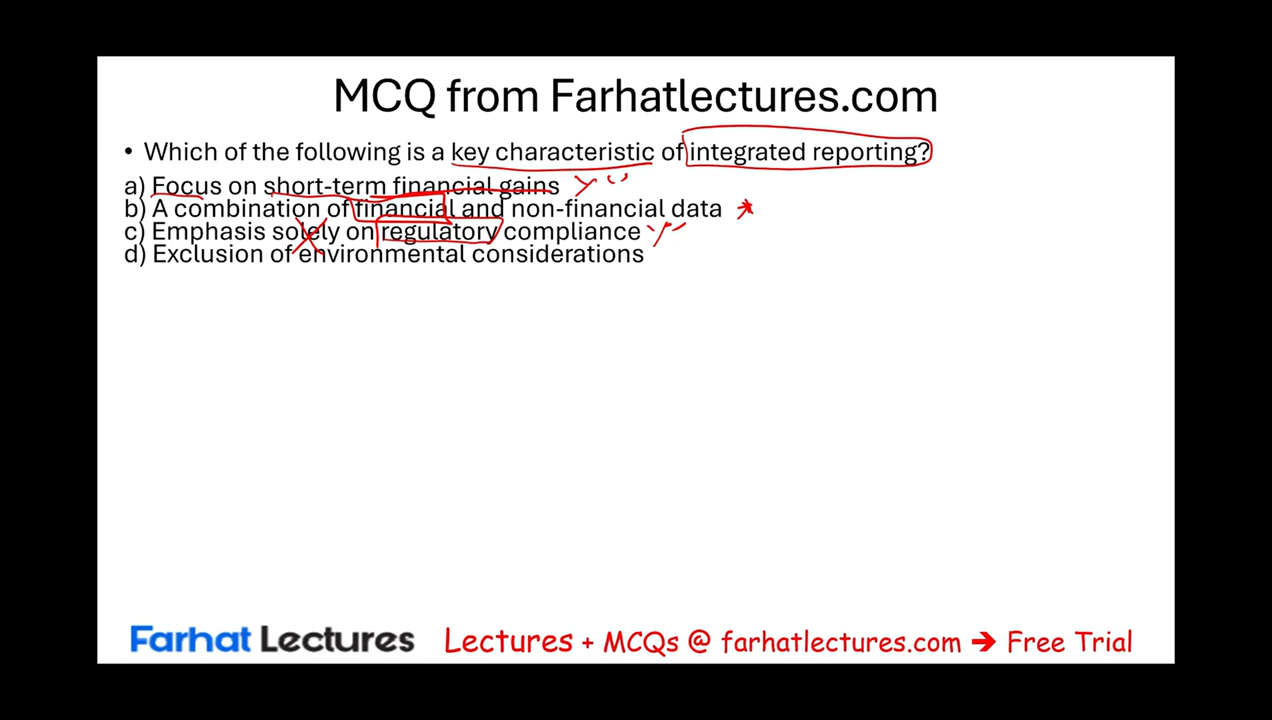 MCQ from Farhatlectures.com
• Which of the following is a key characteristic of integrated reporting?
a) Focus on short-term financial gains
b) A combination of financial and non-financial data
c) Emphasis solely on regulatory compliance
d) Exclusion of environmental considerations
Farhat Lectures Lectures + MCQs @ farhatlectures.com ➔ Free Trial